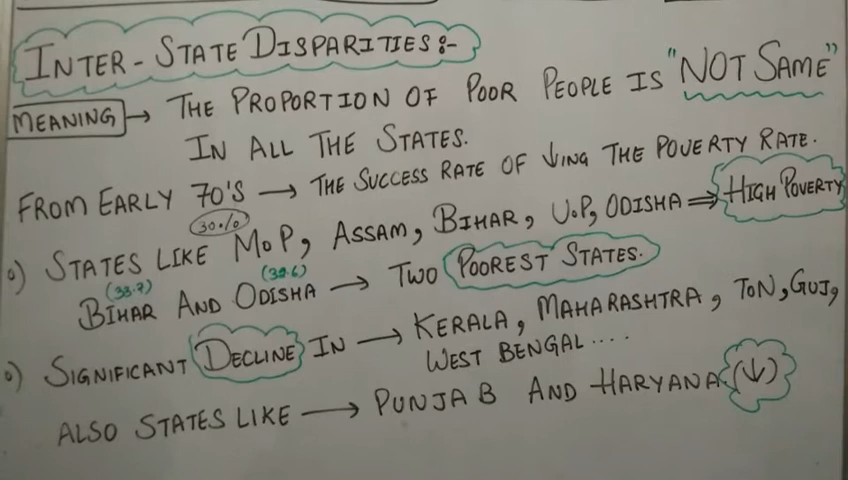 INTER-STATE DISPARITIES:-
MEANING → THE PROPORTION OF POOR PEOPLE IS "NOT SAME"
IN ALL THE STATES.
FROM EARLY 70'S → THE SUCCESS RATE OF ↓ING THE POVERTY RATE.
(30%)
o) STATES LIKE M.P, ASSAM, BIHAR, U.P, ODISHA ⇒ HIGH POVERTY
(33.7) (32.6)
BIHAR AND ODISHA → TWO POOREST STATES.
o) SIGNIFICANT DECLINE IN → KERALA, MAHARASHTRA, T.N, GUJ,
WEST BENGAL ....
ALSO STATES LIKE → PUNJAB AND HARYANA (↓)